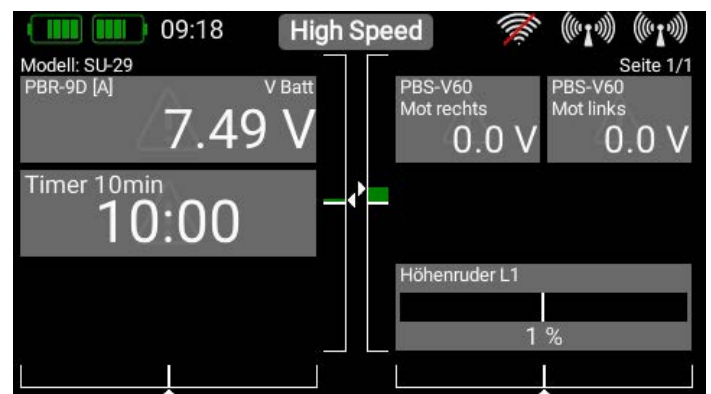 09:18 High Speed
Modell: SU-29 Seite 1/1
PBR-9D [A] V Batt
7.49 V
PBS-V60
Mot rechts
0.0 V
PBS-V60
Mot links
0.0 V
Timer 10min
10:00
Höhenruder L1
1 %